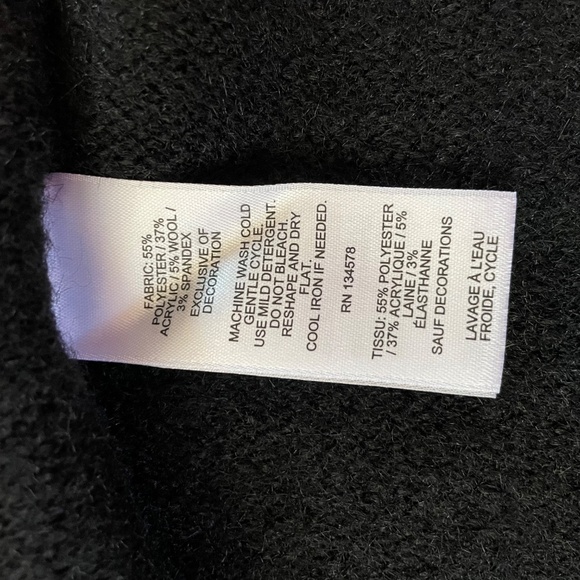 FABRIC: 55%
POLYESTER / 37%
ACRYLIC / 5% WOOL /
3% SPANDEX
EXCLUSIVE OF
DECORATION
MACHINE WASH COLD
GENTLE CYCLE.
USE MILD DETERGENT.
DO NOT BLEACH.
RESHAPE AND DRY
FLAT.
COOL IRON IF NEEDED.
RN 134578
TISSU: 55% POLYESTER
/ 37% ACRYLIQUE / 5%
LAINE / 3%
ÉLASTHANNE
SAUF DECORATIONS
LAVAGE À L'EAU
FROIDE, CYCLE